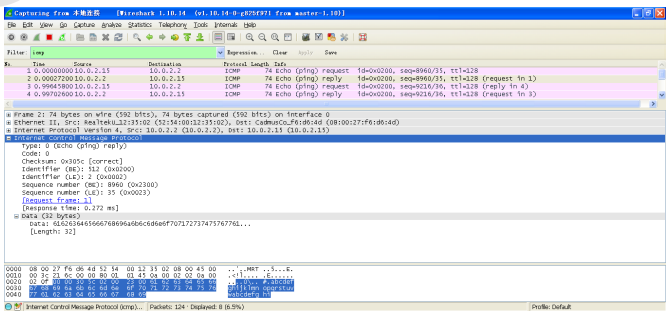 Capturing from 本地连接 [Wireshark 1.10.14 (v1.10.14-0-g825f971 from master-1.10)]
File Edit View Go Capture Analyze Statistics Telephony Tools Internals Help
Filter: icmp Expression... Clear Apply Save
No. Time Source Destination Protocol Length Info
1 0.00000000 10.0.2.15 10.0.2.2 ICMP 74 Echo (ping) request id=0x0200, seq=8960/35, ttl=128
2 0.00027200 10.0.2.2 10.0.2.15 ICMP 74 Echo (ping) reply id=0x0200, seq=8960/35, ttl=128 (request in 1)
3 0.99645800 10.0.2.15 10.0.2.2 ICMP 74 Echo (ping) request id=0x0200, seq=9216/36, ttl=128 (reply in 4)
4 0.99702600 10.0.2.2 10.0.2.15 ICMP 74 Echo (ping) reply id=0x0200, seq=9216/36, ttl=128 (request in 3)
Frame 2: 74 bytes on wire (592 bits), 74 bytes captured (592 bits) on interface 0
Ethernet II, Src: RealtekU_12:35:02 (52:54:00:12:35:02), Dst: CadmusCo_f6:d6:4d (08:00:27:f6:d6:4d)
Internet Protocol Version 4, Src: 10.0.2.2 (10.0.2.2), Dst: 10.0.2.15 (10.0.2.15)
Internet Control Message Protocol
Type: 0 (Echo (ping) reply)
Code: 0
Checksum: 0x305c [correct]
Identifier (BE): 512 (0x0200)
Identifier (LE): 2 (0x0002)
Sequence number (BE): 8960 (0x2300)
Sequence number (LE): 35 (0x0023)
[Request frame: 1]
[Response time: 0.272 ms]
Data (32 bytes)
Data: 6162636465666768696a6b6c6d6e6f707172737475767761...
[Length: 32]
0000 08 00 27 f6 d6 4d 52 54 00 12 35 02 08 00 45 00 ..'..MRT ..5...E.
0010 00 3c 21 6c 00 00 80 01 01 45 0a 00 02 02 0a 00 .<!l.... .E......
0020 02 0f 00 00 30 5c 02 00 23 00 61 62 63 64 65 66 ....0\.. #.abcdef
0030 67 68 69 6a 6b 6c 6d 6e 6f 70 71 72 73 74 75 76 ghijklmn opqrstuv
0040 77 61 62 63 64 65 66 67 68 69 wabcdefg hi
Internet Control Message Protocol (icmp)... Packets: 124 · Displayed: 8 (6.5%) Profile: Default